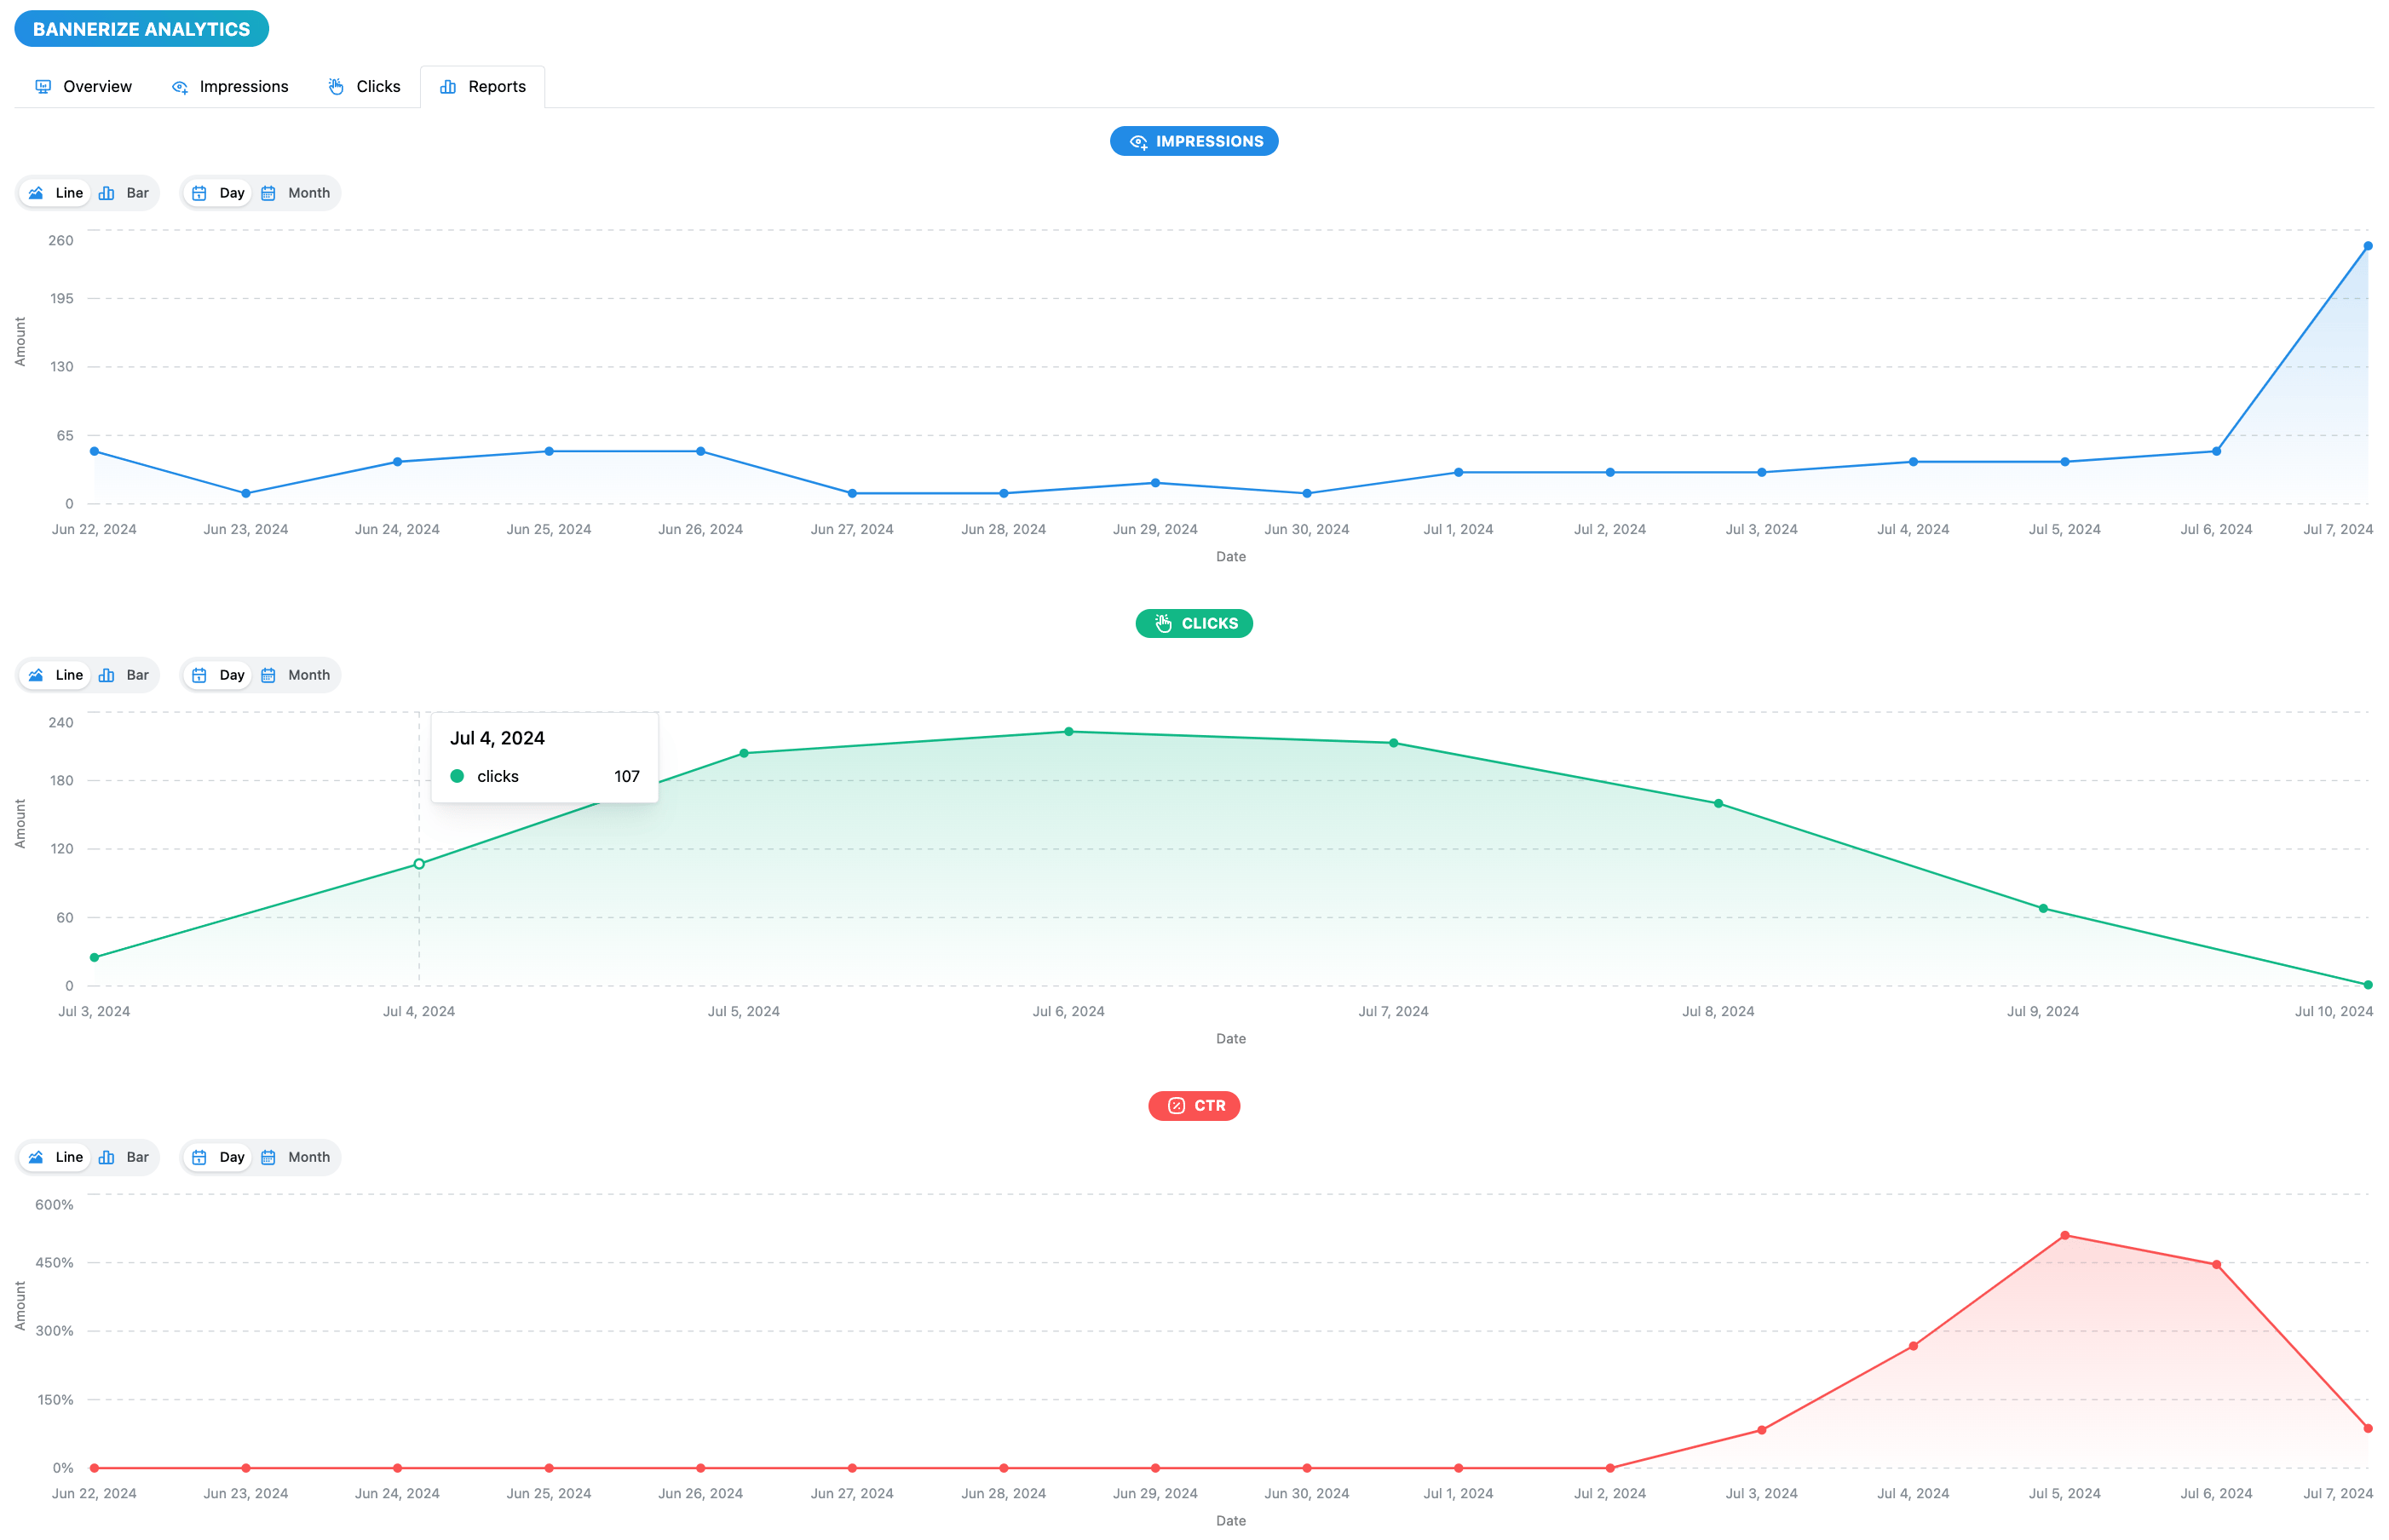 BANNERIZE ANALYTICS
Overview Impressions Clicks Reports
IMPRESSIONS
Line Bar Day Month
260
195
130
65
0
Amount
Jun 22, 2024 Jun 23, 2024 Jun 24, 2024 Jun 25, 2024 Jun 26, 2024 Jun 27, 2024 Jun 28, 2024 Jun 29, 2024 Jun 30, 2024 Jul 1, 2024 Jul 2, 2024 Jul 3, 2024 Jul 4, 2024 Jul 5, 2024 Jul 6, 2024 Jul 7, 2024
Date
CLICKS
Line Bar Day Month
240
180
120
60
0
Amount
Jul 4, 2024
clicks 107
Jul 3, 2024 Jul 4, 2024 Jul 5, 2024 Jul 6, 2024 Jul 7, 2024 Jul 8, 2024 Jul 9, 2024 Jul 10, 2024
Date
CTR
Line Bar Day Month
600%
450%
300%
150%
0%
Amount
Jun 22, 2024 Jun 23, 2024 Jun 24, 2024 Jun 25, 2024 Jun 26, 2024 Jun 27, 2024 Jun 28, 2024 Jun 29, 2024 Jun 30, 2024 Jul 1, 2024 Jul 2, 2024 Jul 3, 2024 Jul 4, 2024 Jul 5, 2024 Jul 6, 2024 Jul 7, 2024
Date